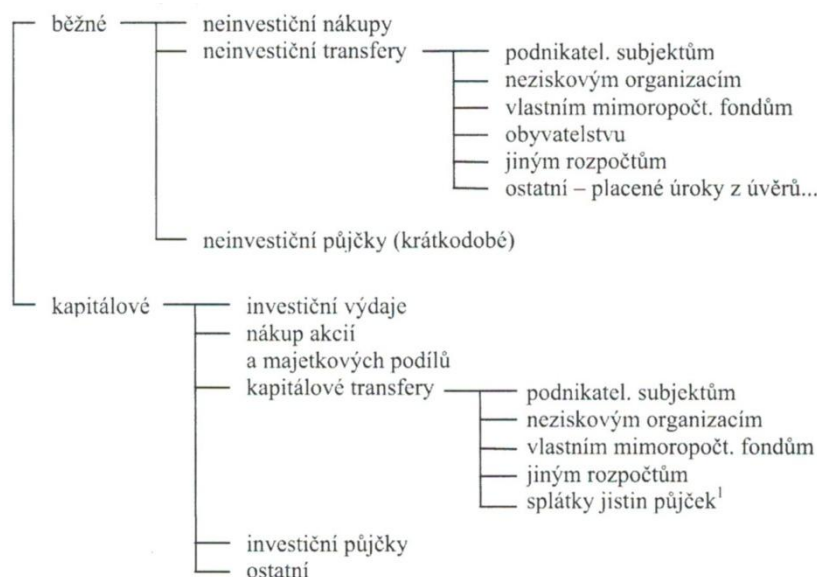 běžné
neinvestiční nákupy
neinvestiční transfery
podnikatel. subjektům
neziskovým organizacím
vlastním mimoropočt. fondům
obyvatelstvu
jiným rozpočtům
ostatní – placené úroky z úvěrů...
neinvestiční půjčky (krátkodobé)
kapitálové
investiční výdaje
nákup akcií
a majetkových podílů
kapitálové transfery
podnikatel. subjektům
neziskovým organizacím
vlastním mimoropočt. fondům
jiným rozpočtům
splátky jistin půjček¹
investiční půjčky
ostatní